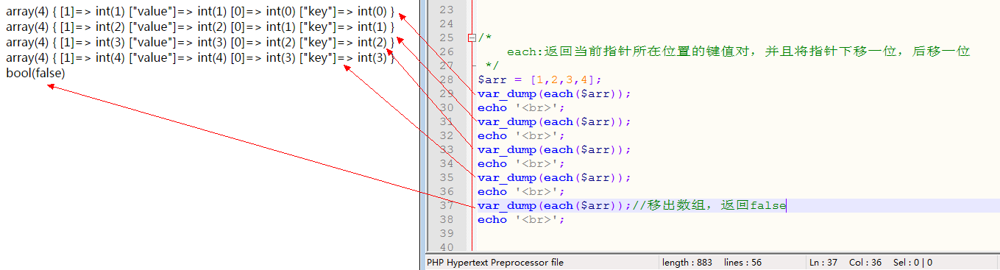 array(4) { [1]=> int(1) ["value"]=> int(1) [0]=> int(0) ["key"]=> int(0) }
array(4) { [1]=> int(2) ["value"]=> int(2) [0]=> int(1) ["key"]=> int(1) }
array(4) { [1]=> int(3) ["value"]=> int(3) [0]=> int(2) ["key"]=> int(2) }
array(4) { [1]=> int(4) ["value"]=> int(4) [0]=> int(3) ["key"]=> int(3) }
bool(false)
23
24
25 /*
26 each:返回当前指针所在位置的键值对，并且将指针下移一位，后移一位
27 */
28 $arr = [1,2,3,4];
29 var_dump(each($arr));
30 echo '<br>';
31 var_dump(each($arr));
32 echo '<br>';
33 var_dump(each($arr));
34 echo '<br>';
35 var_dump(each($arr));
36 echo '<br>';
37 var_dump(each($arr));//移出数组，返回false
38 echo '<br>';
39
40
PHP Hypertext Preprocessor file length : 883 lines : 56 Ln : 37 Col : 36 Sel : 0 | 0